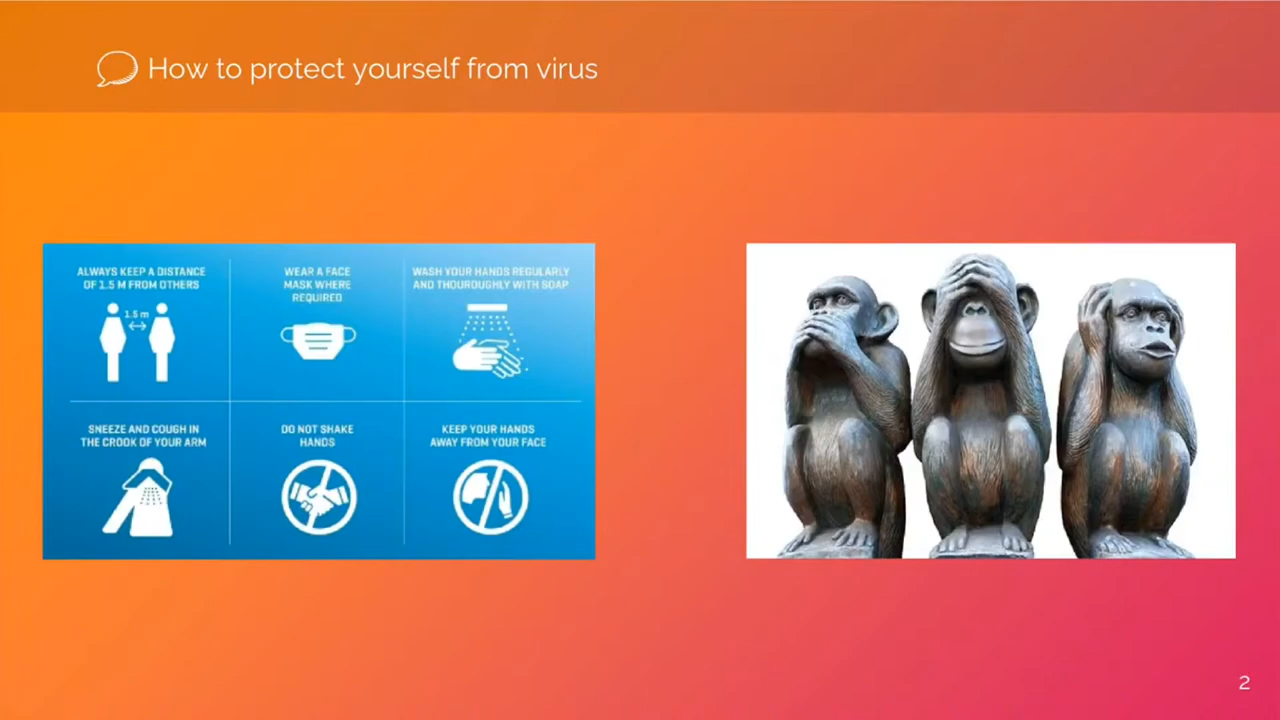 How to protect yourself from virus
ALWAYS KEEP A DISTANCE
OF 1.5 M FROM OTHERS
1.5 m
WEAR A FACE
MASK WHERE
REQUIRED
WASH YOUR HANDS REGULARLY
AND THOUROUGHLY WITH SOAP
SNEEZE AND COUGH IN
THE CROOK OF YOUR ARM
DO NOT SHAKE
HANDS
KEEP YOUR HANDS
AWAY FROM YOUR FACE
2